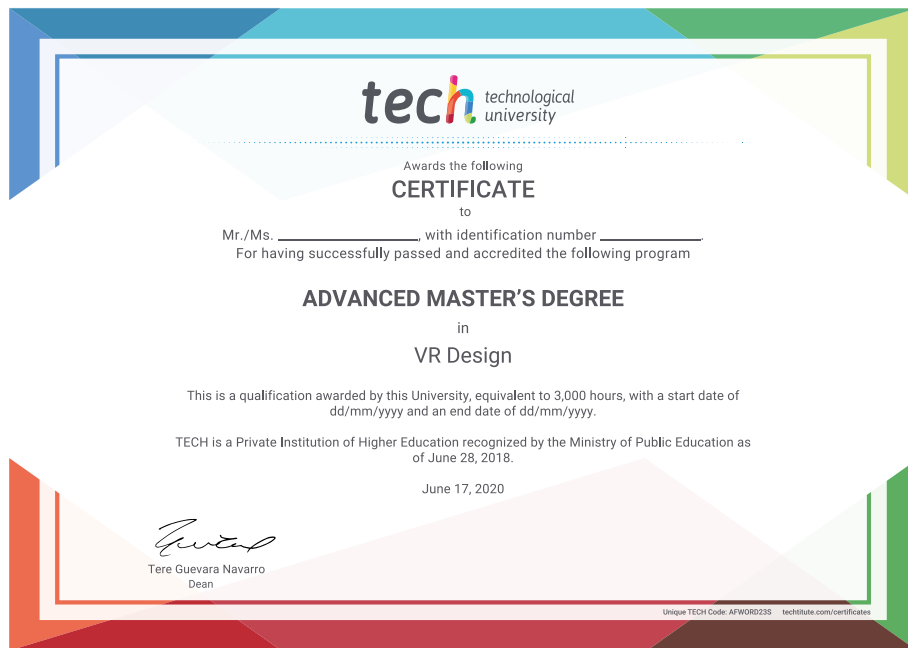 tech technological
university
Awards the following
CERTIFICATE
to
Mr./Ms. ____________________, with identification number ______________.
For having successfully passed and accredited the following program
ADVANCED MASTER'S DEGREE
in
VR Design
This is a qualification awarded by this University, equivalent to 3,000 hours, with a start date of
dd/mm/yyyy and an end date of dd/mm/yyyy.
TECH is a Private Institution of Higher Education recognized by the Ministry of Public Education as
of June 28, 2018.
June 17, 2020
Tere Guevara Navarro
Dean
Unique TECH Code: AFWORD23S techtitute.com/certificates